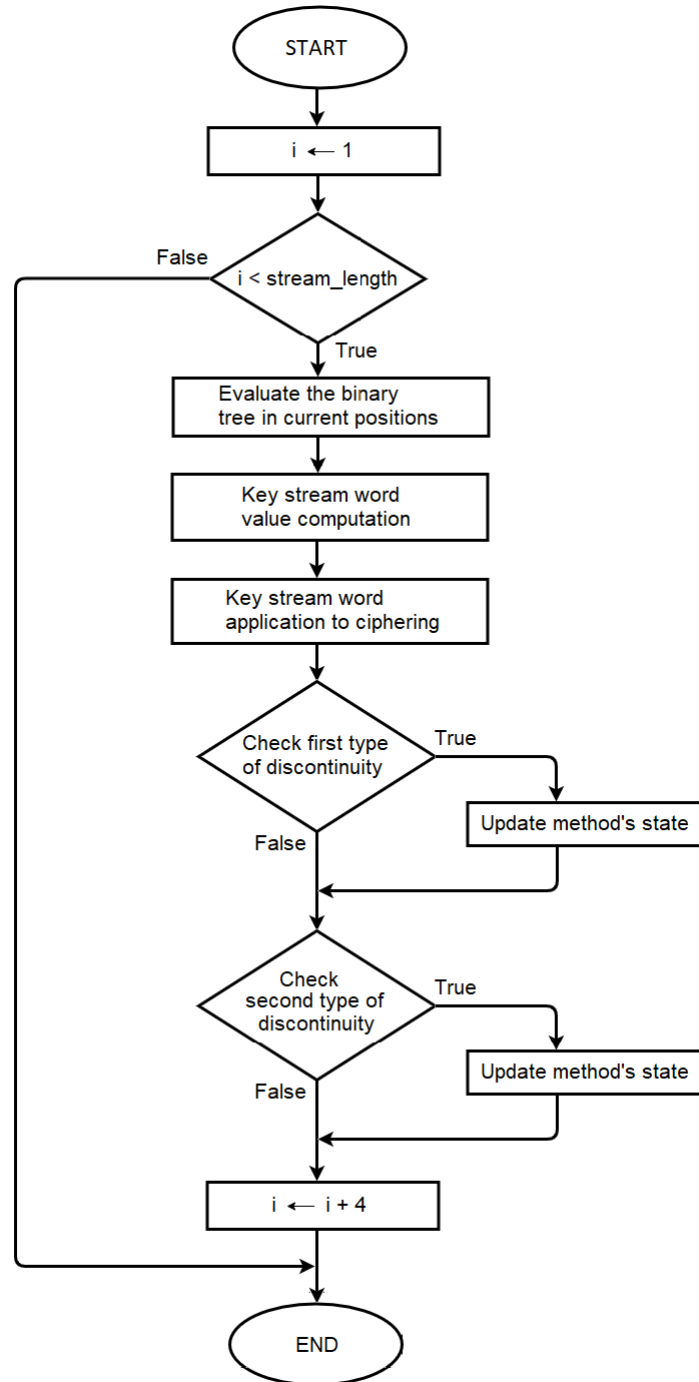 START
i ← 1
False
i < stream_length
True
Evaluate the binary
tree in current positions
Key stream word
value computation
Key stream word
application to ciphering
Check first type
of discontinuity
True
Update method's state
False
Check
second type of
discontinuity
True
Update method's state
False
i ← i + 4
END